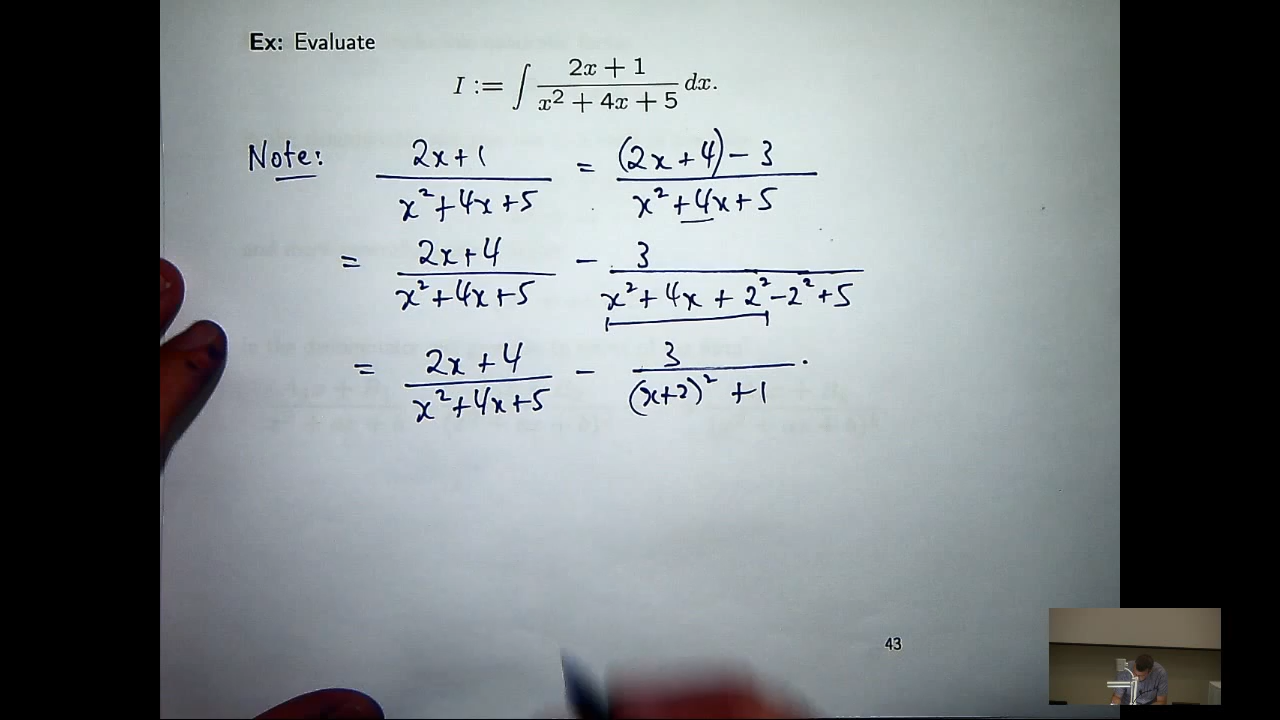 Ex: Evaluate
I := ∫ (2x + 1)/(x² + 4x + 5) dx.
Note: (2x+1)/(x²+4x+5) = ((2x+4)-3)/(x²+4x+5)
= (2x+4)/(x²+4x+5) - 3/(x²+4x+2²-2²+5)
= (2x+4)/(x²+4x+5) - 3/((x+2)²+1).
43